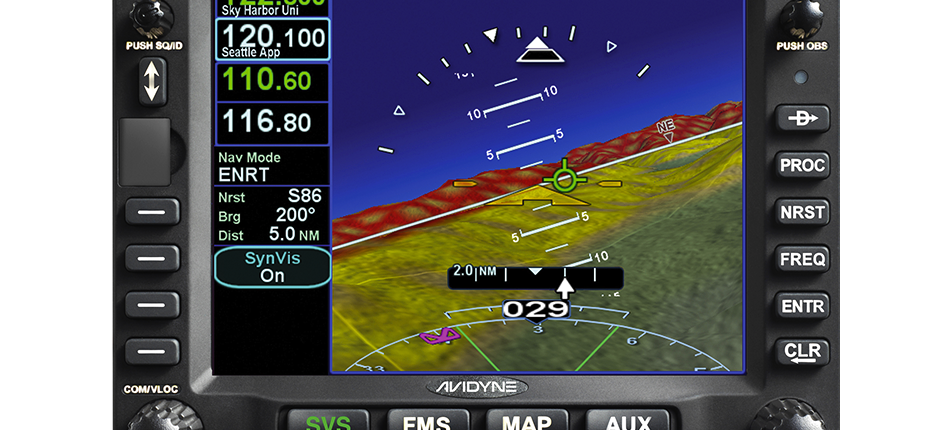 Sky Harbor Uni
120.100
Seattle App
110.60
116.80
Nav Mode
ENRT
Nrst S86
Brg 200°
Dist 5.0 NM
SynVis
On
PUSH SQ/ID
COM/VLOC
10 10
5 5
NE
5 5
10
2.0 NM
029
33 3 6
AVIDYNE
SVS FMS MAP AUX
PUSH OBS
D
PROC
NRST
FREQ
ENTR
CLR